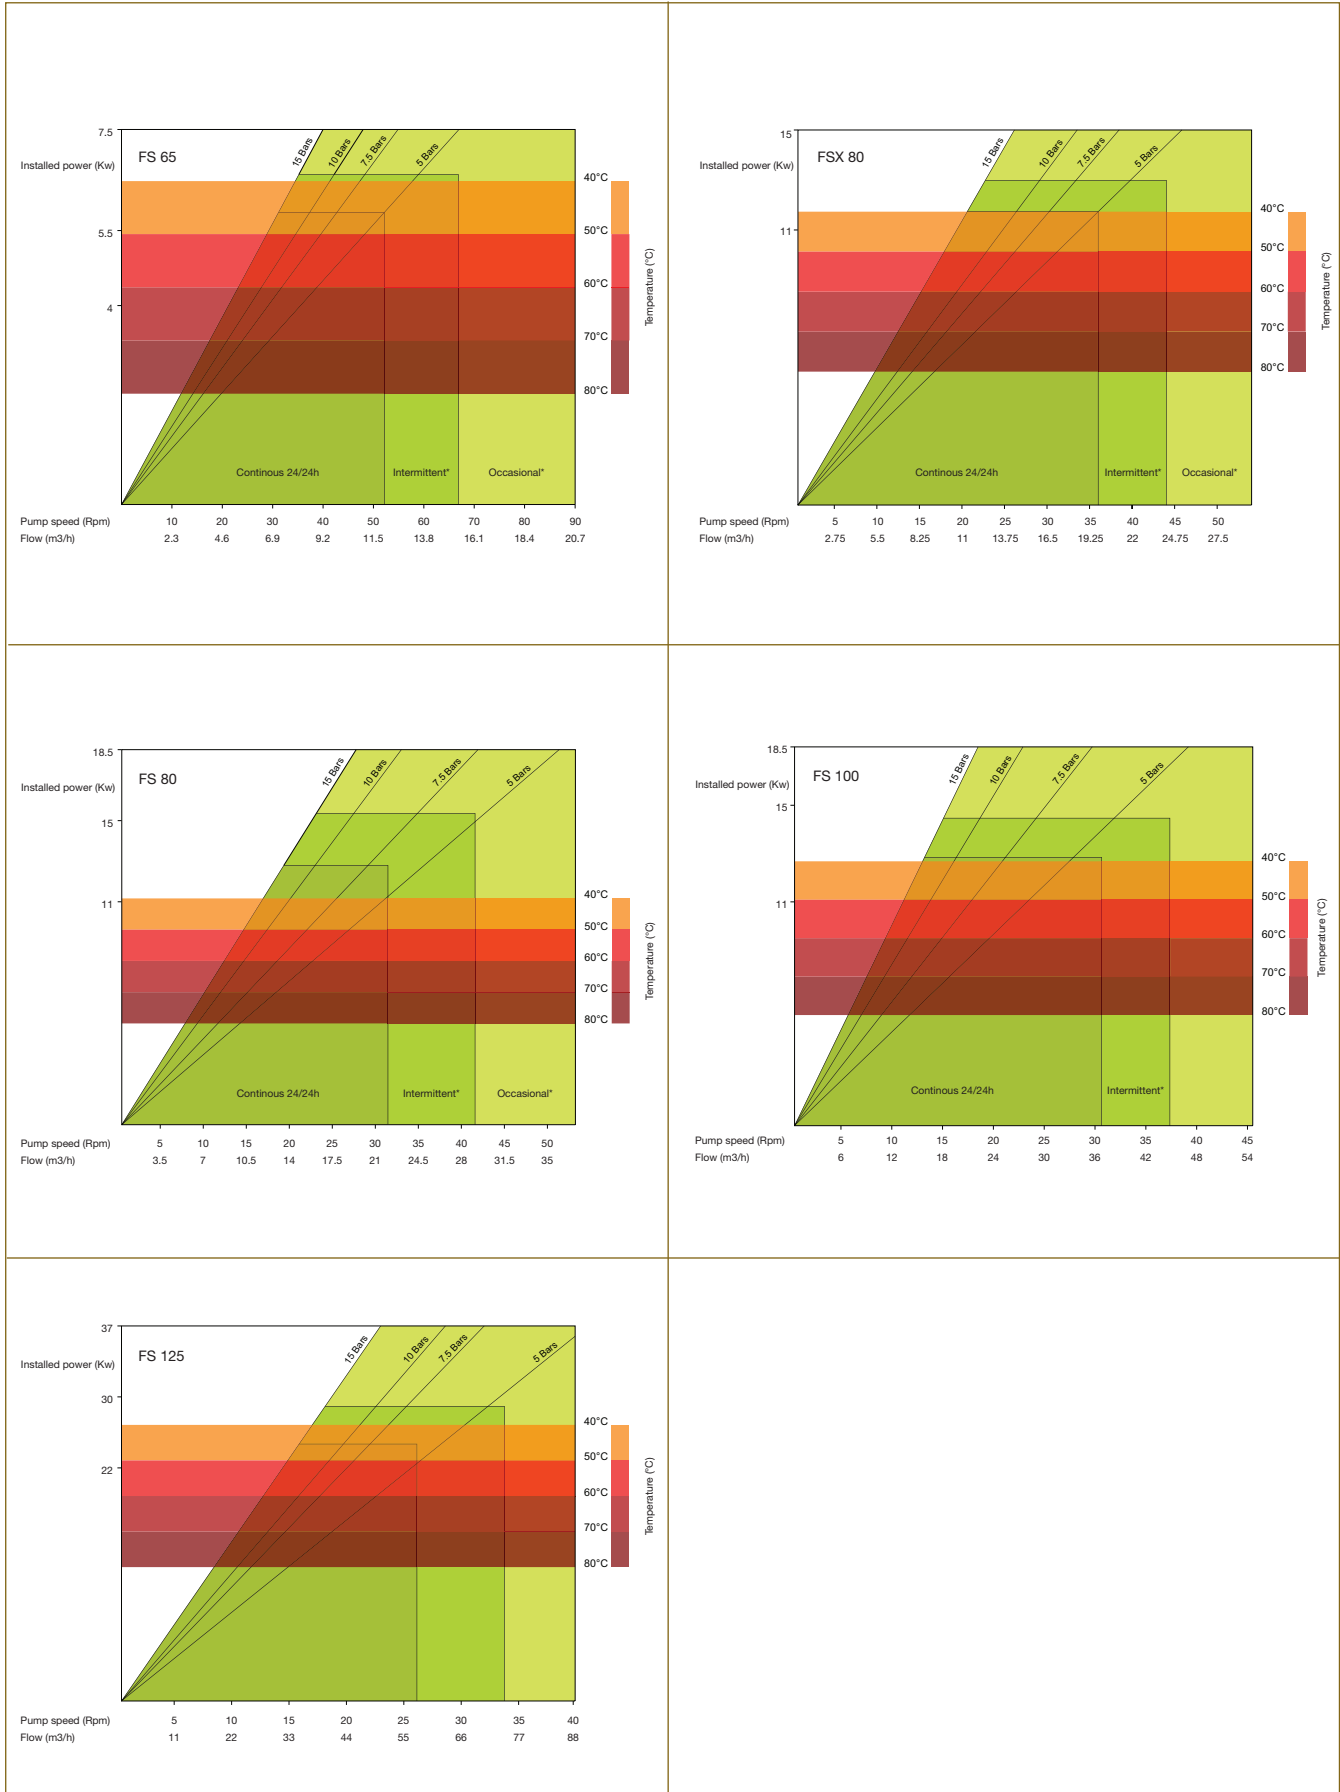 7.5
FS 65
15 Bars
10 Bars
7.5 Bars
5 Bars
Installed power (Kw)
40°C
5.5
50°C
60°C
4
70°C
80°C
Temperature (°C)
Continous 24/24h
Intermittent*
Occasional*
Pump speed (Rpm) 10 20 30 40 50 60 70 80 90
Flow (m3/h) 2.3 4.6 6.9 9.2 11.5 13.8 16.1 18.4 20.7
15
FSX 80
15 Bars
10 Bars
7.5 Bars
5 Bars
Installed power (Kw)
40°C
11
50°C
60°C
70°C
80°C
Temperature (°C)
Continous 24/24h
Intermittent*
Occasional*
Pump speed (Rpm) 5 10 15 20 25 30 35 40 45 50
Flow (m3/h) 2.75 5.5 8.25 11 13.75 16.5 19.25 22 24.75 27.5
18.5
FS 80
15 Bars
10 Bars
7.5 Bars
5 Bars
Installed power (Kw)
15
40°C
11
50°C
60°C
70°C
80°C
Temperature (°C)
Continous 24/24h
Intermittent*
Occasional*
Pump speed (Rpm) 5 10 15 20 25 30 35 40 45 50
Flow (m3/h) 3.5 7 10.5 14 17.5 21 24.5 28 31.5 35
18.5
FS 100
15 Bars
10 Bars
7.5 Bars
5 Bars
Installed power (Kw)
15
40°C
11
50°C
60°C
70°C
80°C
Temperature (°C)
Continous 24/24h
Intermittent*
Pump speed (Rpm) 5 10 15 20 25 30 35 40 45
Flow (m3/h) 6 12 18 24 30 36 42 48 54
37
FS 125
15 Bars
10 Bars
7.5 Bars
5 Bars
Installed power (Kw)
30
40°C
50°C
22
60°C
70°C
80°C
Temperature (°C)
Pump speed (Rpm) 5 10 15 20 25 30 35 40
Flow (m3/h) 11 22 33 44 55 66 77 88